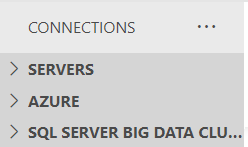 CONNECTIONS ...
SERVERS
AZURE
SQL SERVER BIG DATA CLU...